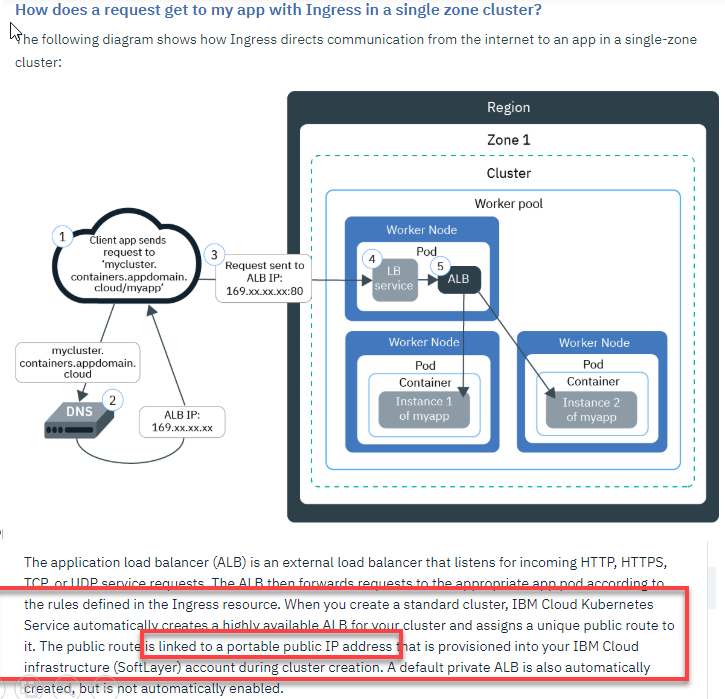 How does a request get to my app with Ingress in a single zone cluster?
The following diagram shows how Ingress directs communication from the internet to an app in a single-zone
cluster:
Region
Zone 1
Cluster
Worker pool
Worker Node
Pod
4
LB
service
5
ALB
1
Client app sends
request to
‘mycluster.
containers.appdomain.
cloud/myapp’
3
Request sent to
ALB IP:
169.xx.xx.xx:80
mycluster.
containers.appdomain.
cloud
2
DNS
ALB IP:
169.xx.xx.xx
Worker Node
Pod
Container
Instance 1
of myapp
Worker Node
Pod
Container
Instance 2
of myapp
The application load balancer (ALB) is an external load balancer that listens for incoming HTTP, HTTPS,
TCP, or UDP service requests. The ALB then forwards requests to the appropriate app pod according to
the rules defined in the Ingress resource. When you create a standard cluster, IBM Cloud Kubernetes
Service automatically creates a highly available ALB for your cluster and assigns a unique public route to
it. The public route is linked to a portable public IP address that is provisioned into your IBM Cloud
infrastructure (SoftLayer) account during cluster creation. A default private ALB is also automatically
created, but is not automatically enabled.